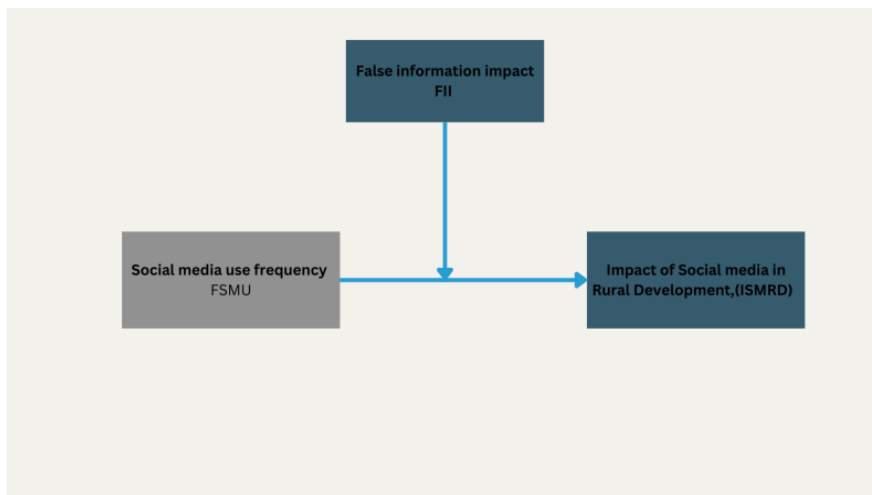 False information impact
FII
Social media use frequency
FSMU
Impact of Social media in
Rural Development,(ISMRD)